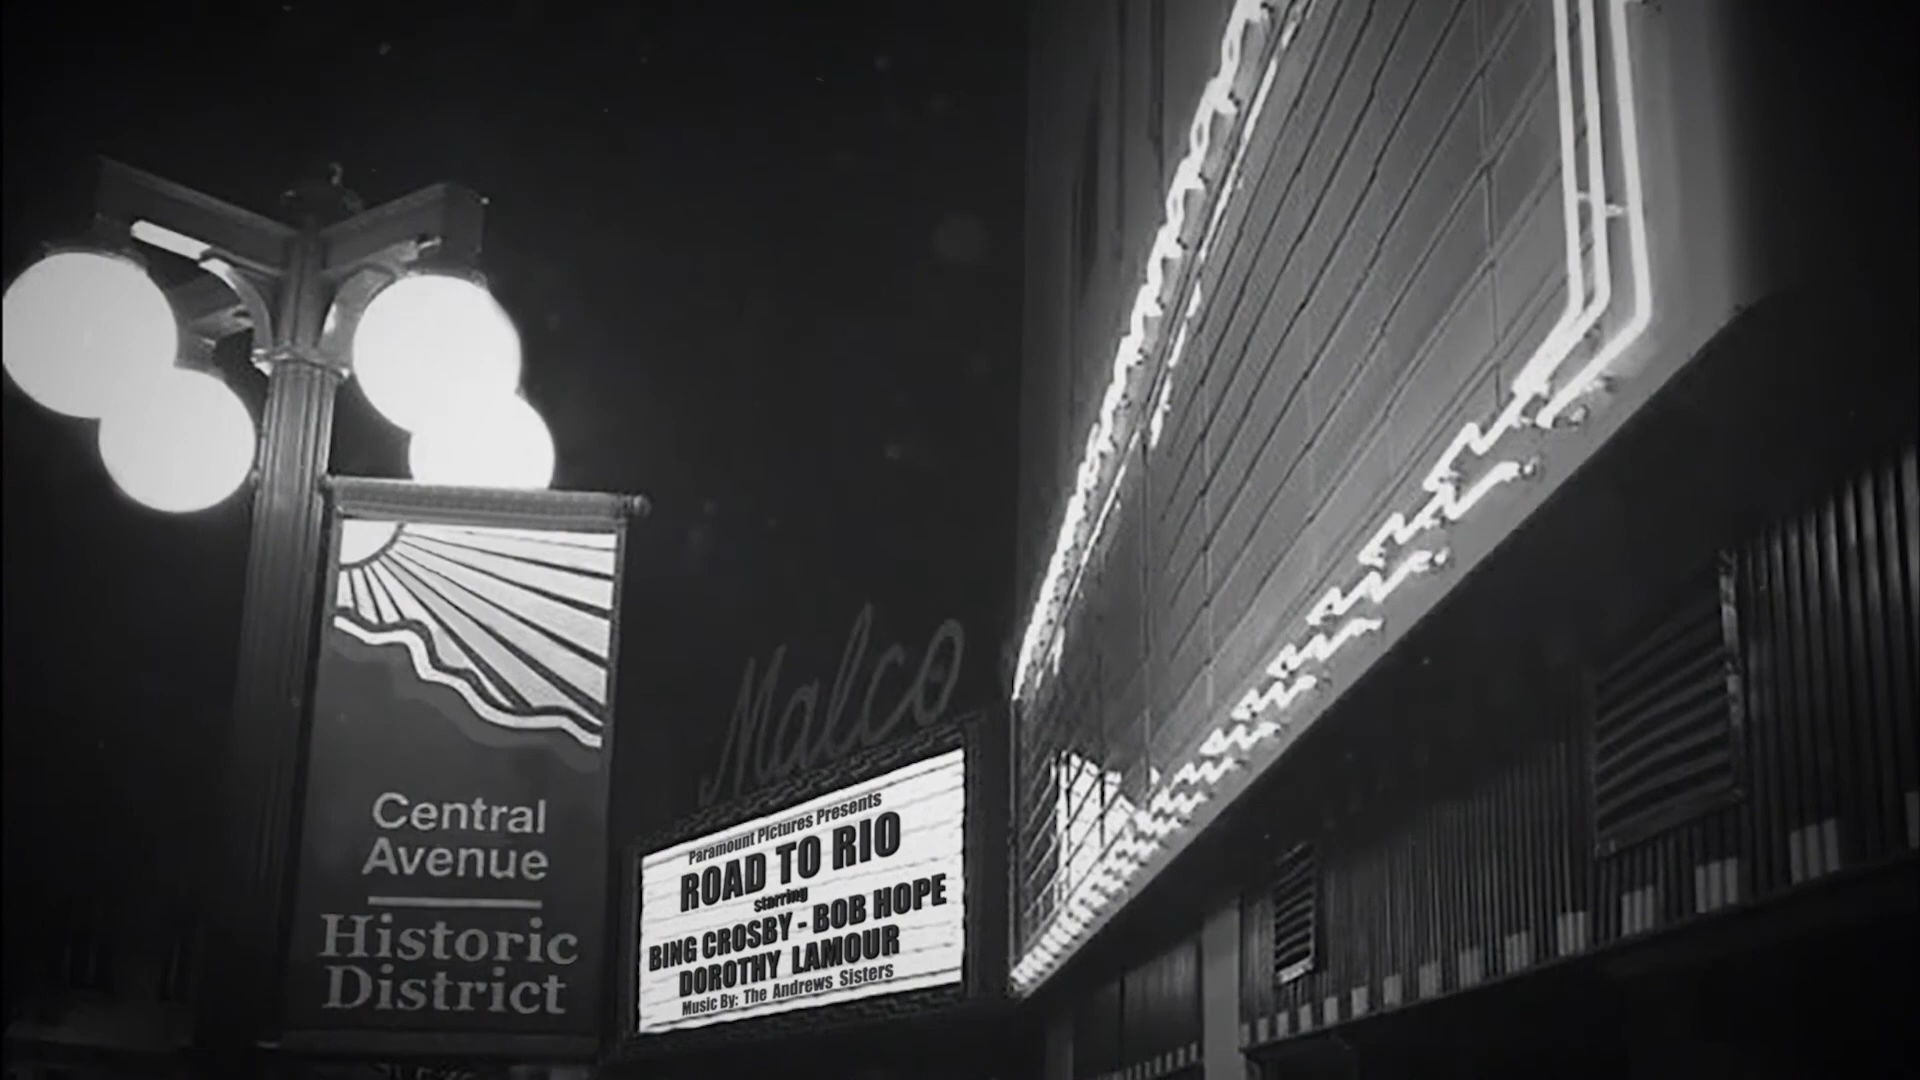 Central
Avenue
Historic
District
Malco
Paramount Pictures Presents
ROAD TO RIO
starring
BING CROSBY - BOB HOPE
DOROTHY LAMOUR
Music By: The Andrews Sisters